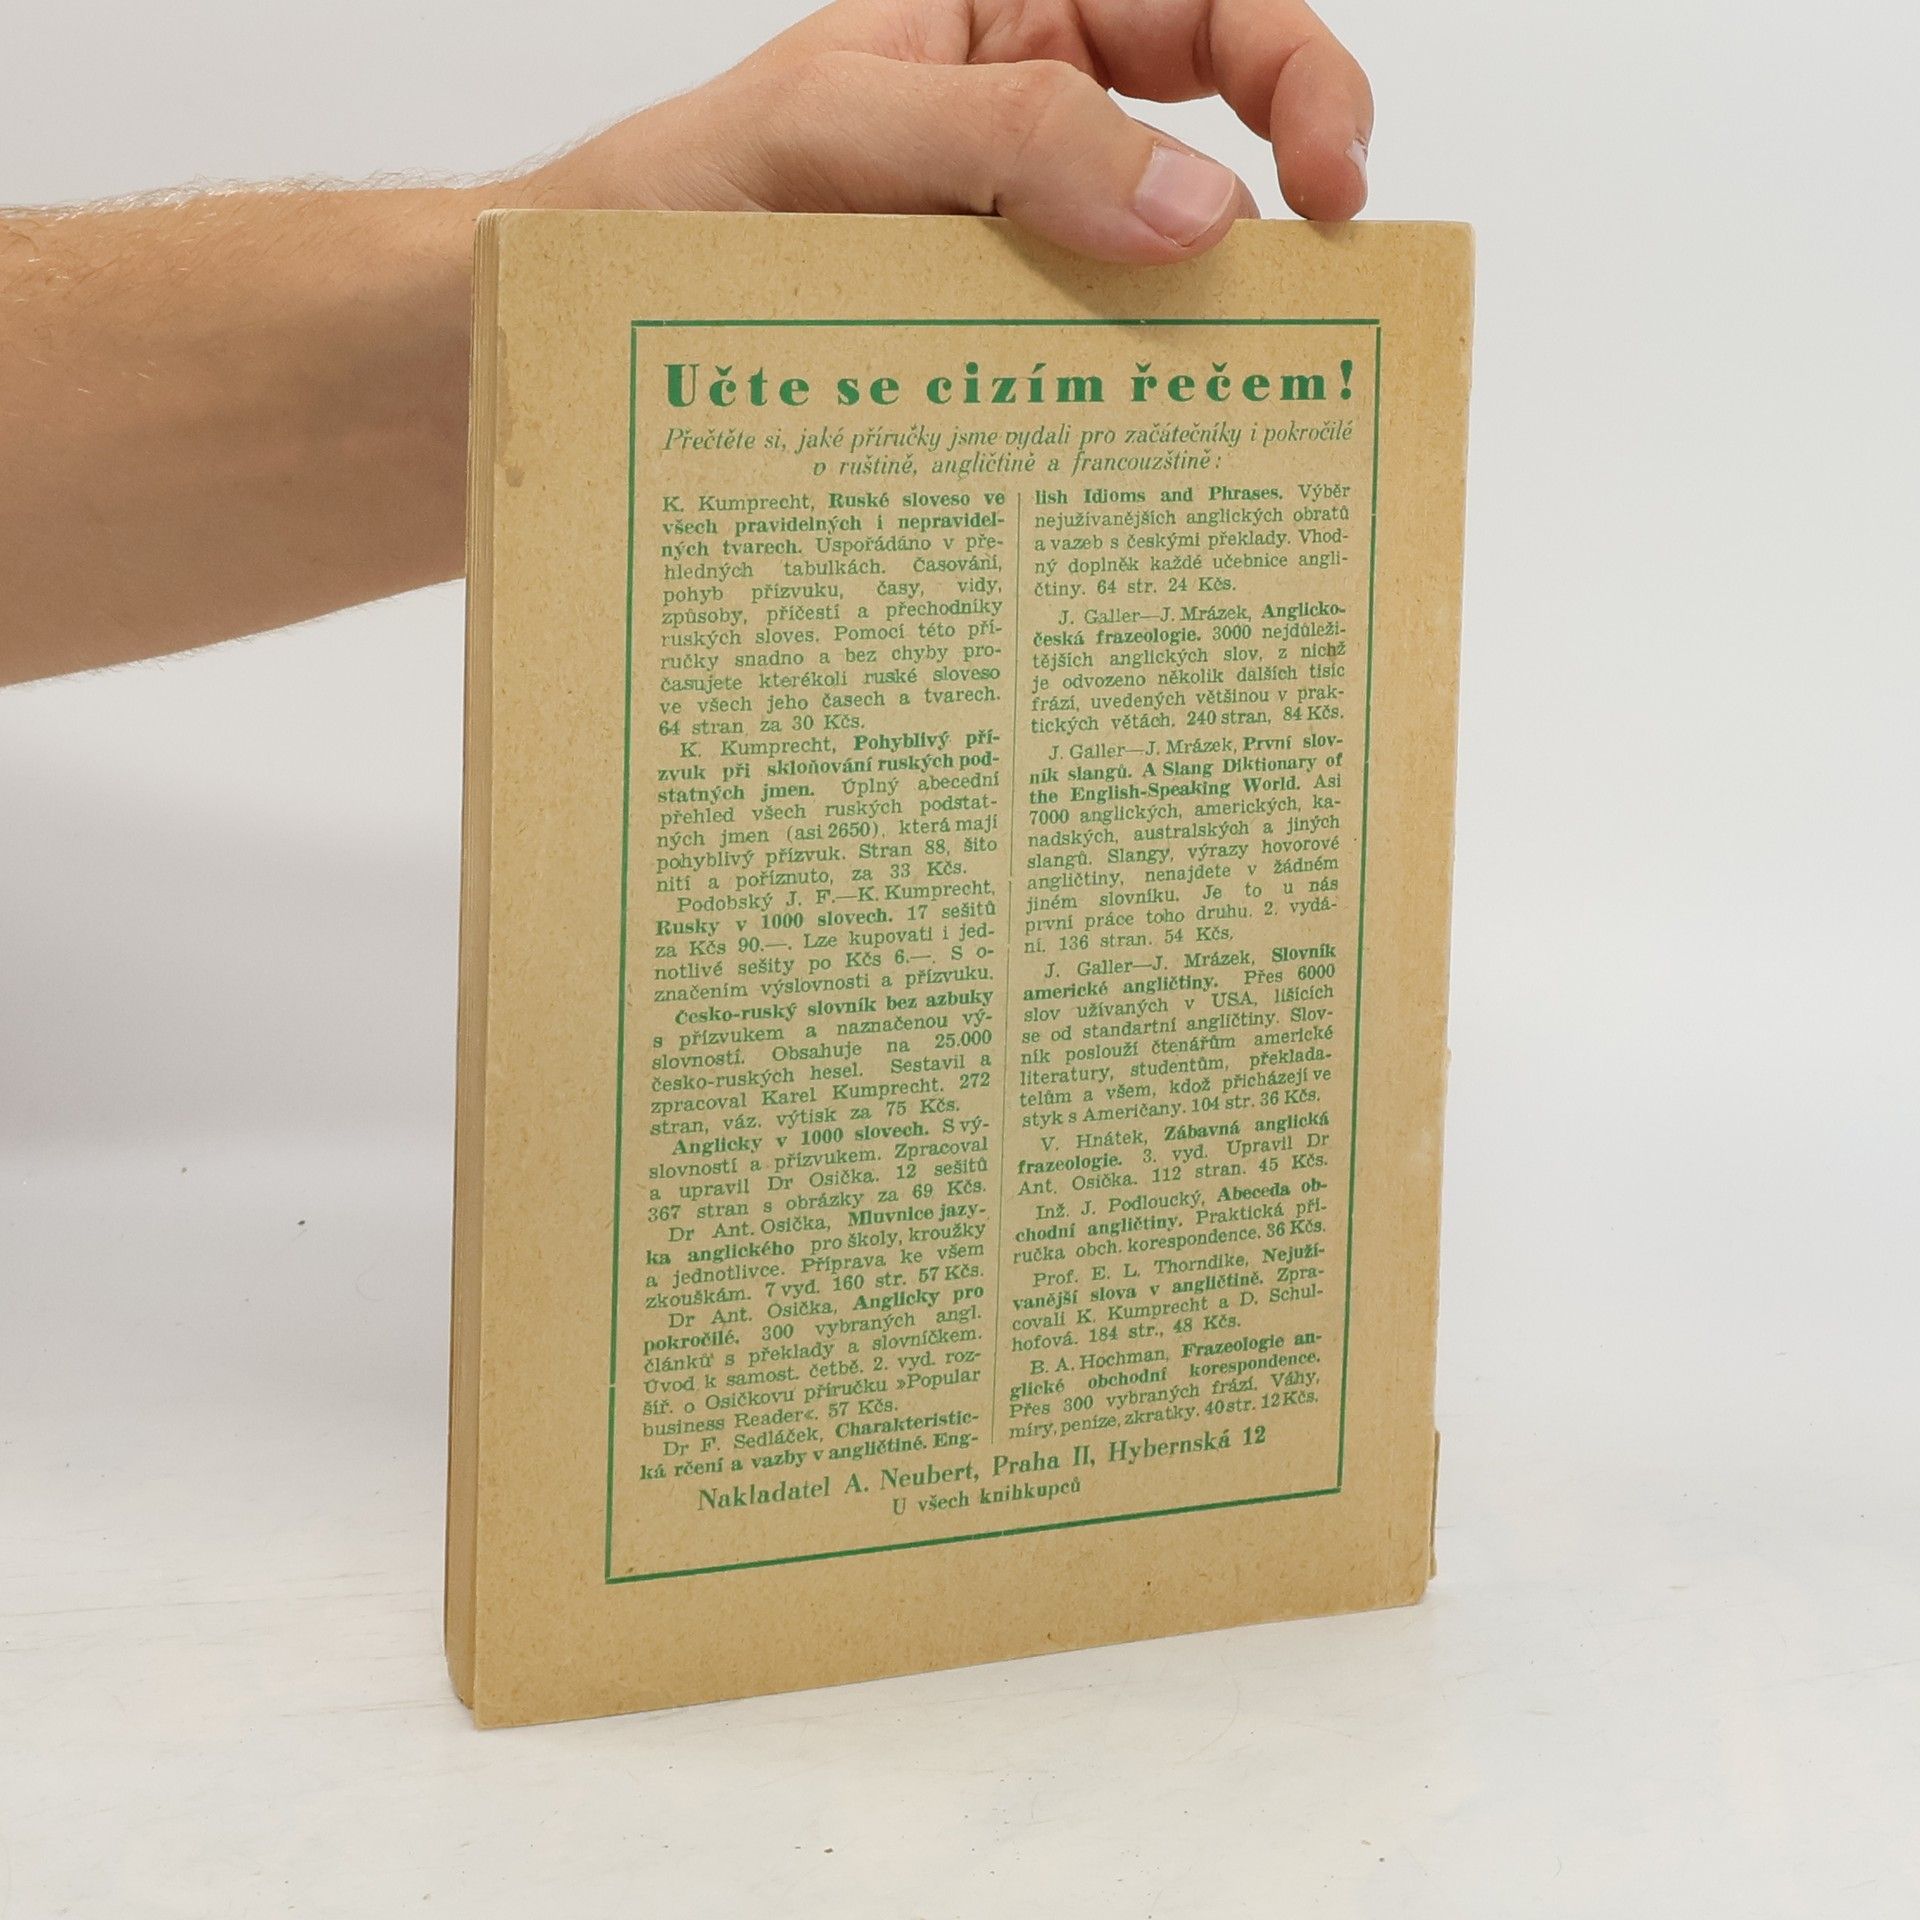 Učte se cizím řečem!
Přečtěte si, jaké příručky jsme vydali pro začátečníky i pokročilé
v ruštině, angličtině a francouzštině:
K. Kumprecht, Ruské sloveso ve
všech pravidelných i nepravidel-
ných tvarech. Uspořádáno v pře-
hledných tabulkách. Časování,
pohyb přízvuku, časy, vidy,
způsoby, příčestí a přechodníky
ruských sloves. Pomocí této pří-
ručky snadno a bez chyby pro-
časujete kterékoli ruské sloveso
ve všech jeho časech a tvarech.
64 stran za 30 Kčs.
K. Kumprecht, Pohyblivý pří-
zvuk při skloňování ruských pod-
statných jmen. Úplný abecední
přehled všech ruských podstat-
ných jmen (asi 2650), která mají
pohyblivý přízvuk. Stran 88, šito
nití a poříznuto, za 33 Kčs.
Podobský J. F.—K. Kumprecht,
Rusky v 1000 slovech. 17 sešitů
za Kčs 90.—. Lze kupovati i jed-
notlivé sešity po Kčs 6.—. S o-
značením výslovnosti a přízvuku.
Česko-ruský slovník bez azbuky
s přízvukem a naznačenou vý-
slovností. Obsahuje na 25.000
česko-ruských hesel. Sestavil a
zpracoval Karel Kumprecht. 272
stran, váz. výtisk za 75 Kčs.
Anglicky v 1000 slovech. S vý-
slovností a přízvukem. Zpracoval
a upravil Dr Osička. 12 sešitů
367 stran s obrázky za 69 Kčs.
Dr Ant. Osička, Mluvnice jazy-
ka anglického pro školy, kroužky
a jednotlivce. Příprava ke všem
zkouškám. 7 vyd. 160 str. 57 Kčs.
Dr Ant. Osička, Anglicky pro
pokročilé. 300 vybraných angl.
článků s překlady a slovníčkem.
Úvod k samost. četbě. 2. vyd. roz-
šíř. o Osičkovu příručku »Popular
business Reader«. 57 Kčs.
Dr F. Sedláček, Charakteristic-
ká rčení a vazby v angličtině. Eng-
lish Idioms and Phrases. Výběr
nejužívanějších anglických obratů
a vazeb s českými překlady. Vhod-
ný doplněk každé učebnice angli-
čtiny. 64 str. 24 Kčs.
J. Galler—J. Mrázek, Anglicko-
česká frazeologie. 3000 nejdůleži-
tějších anglických slov, z nichž
je odvozeno několik dalších tisíc
frází, uvedených většinou v prak-
tických větách. 240 stran, 84 Kčs.
J. Galler—J. Mrázek, První slov-
ník slangů. A Slang Diktionary of
the English-Speaking World. Asi
7000 anglických, amerických, ka-
nadských, australských a jiných
slangů. Slangy, výrazy hovorové
angličtiny, nenajdete v žádném
jiném slovníku. Je to u nás
první práce toho druhu. 2. vydá-
ní. 136 stran. 54 Kčs.
J. Galler—J. Mrázek, Slovník
americké angličtiny. Přes 6000
slov užívaných v USA, lišících
se od standartní angličtiny. Slov-
ník poslouží čtenářům americké
literatury, studentům, překlada-
telům a všem, kdož přicházejí ve
styk s Američany. 104 str. 36 Kčs.
V. Hnátek, Zábavná anglická
frazeologie. 3. vyd. Upravil Dr
Ant. Osička. 112 stran. 45 Kčs.
Inž. J. Podloucký, Abeceda ob-
chodní angličtiny. Praktická pří-
ručka obch. korespondence. 36 Kčs.
Prof. E. L. Thorndike, Nejuží-
vanější slova v angličtině. Zpra-
covali K. Kumprecht a D. Schul-
hofová. 184 str., 48 Kčs.
B. A. Hochman, Frazeologie an-
glické obchodní korespondence.
Přes 300 vybraných frází. Váhy,
míry, peníze, zkratky. 40 str. 12 Kčs.
Nakladatel A. Neubert, Praha II, Hybernská 12
U všech knihkupců